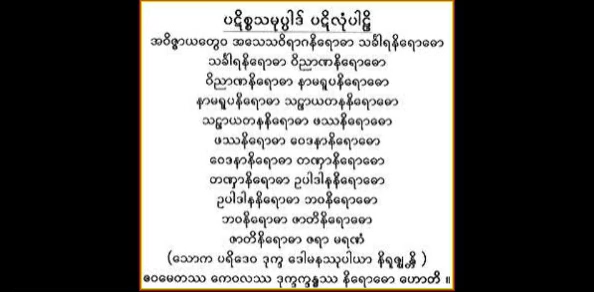 ပဋိစ္စသမုပ္ပါဒ် ပဋိလုံပါဠိ
အဝိဇ္ဇာယတွေဝ အသေသဝိရာဂနိရောဓာ သင်္ခါရနိရောဓော
သင်္ခါရနိရောဓာ ဝိညာဏနိရောဓော
ဝိညာဏနိရောဓာ နာမရူပနိရောဓော
နာမရူပနိရောဓာ သဠာယတနနိရောဓော
သဠာယတနနိရောဓာ ဖဿနိရောဓော
ဖဿနိရောဓာ ဝေဒနာနိရောဓော
ဝေဒနာနိရောဓာ တဏှာနိရောဓော
တဏှာနိရောဓာ ဥပါဒါနနိရောဓော
ဥပါဒါနနိရောဓာ ဘဝနိရောဓော
ဘဝနိရောဓာ ဇာတိနိရောဓော
ဇာတိနိရောဓာ ဇရာ မရဏံ
(သောက ပရိဒေဝ ဒုက္ခ ဒေါမနဿုပါယာ နိရုဇ္ဈန္တိ )
ဧဝမေတဿ ကေဝလဿ ဒုက္ခက္ခန္ဓဿ နိရောဓော ဟောတိ ။